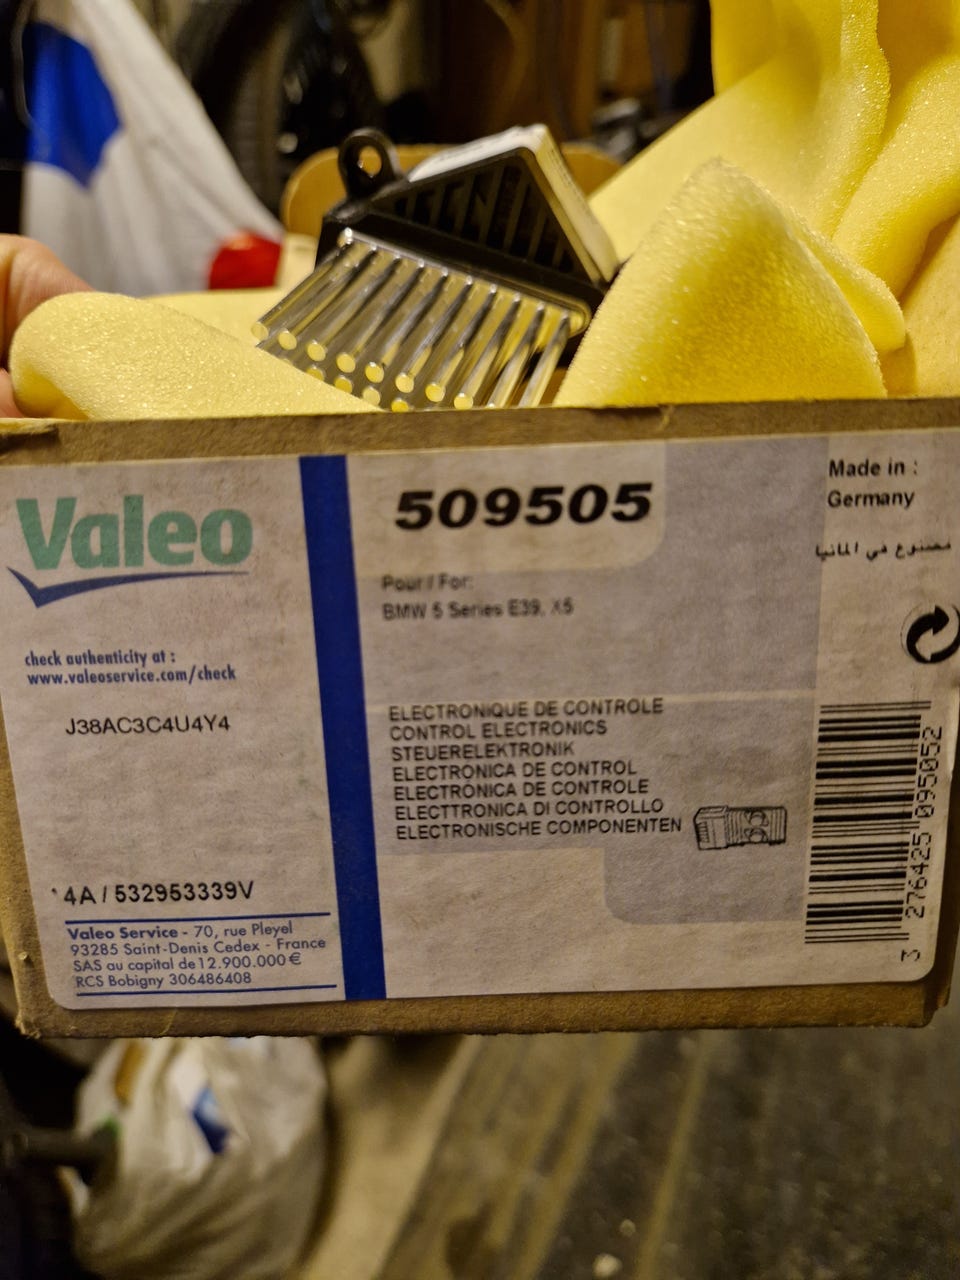 Valeo
check authenticity at :
www.valeoservice.com/check
J38AC3C4U4Y4
4A / 532953339V
Valeo Service - 70, rue Pleyel
93285 Saint-Denis Cedex - France
SAS au capital de 12.900.000 €
RCS Bobigny 306486408
509505
Pour / For:
BMW 5 Series E39, X5
ELECTRONIQUE DE CONTROLE
CONTROL ELECTRONICS
STEUERELEKTRONIK
ELECTRONICA DE CONTROL
ELECTRONICA DE CONTROLE
ELECTTRONICA DI CONTROLLO
ELECTRONISCHE COMPONENTEN
Made in :
Germany
مصنوع في المانيا
3 276425 095052